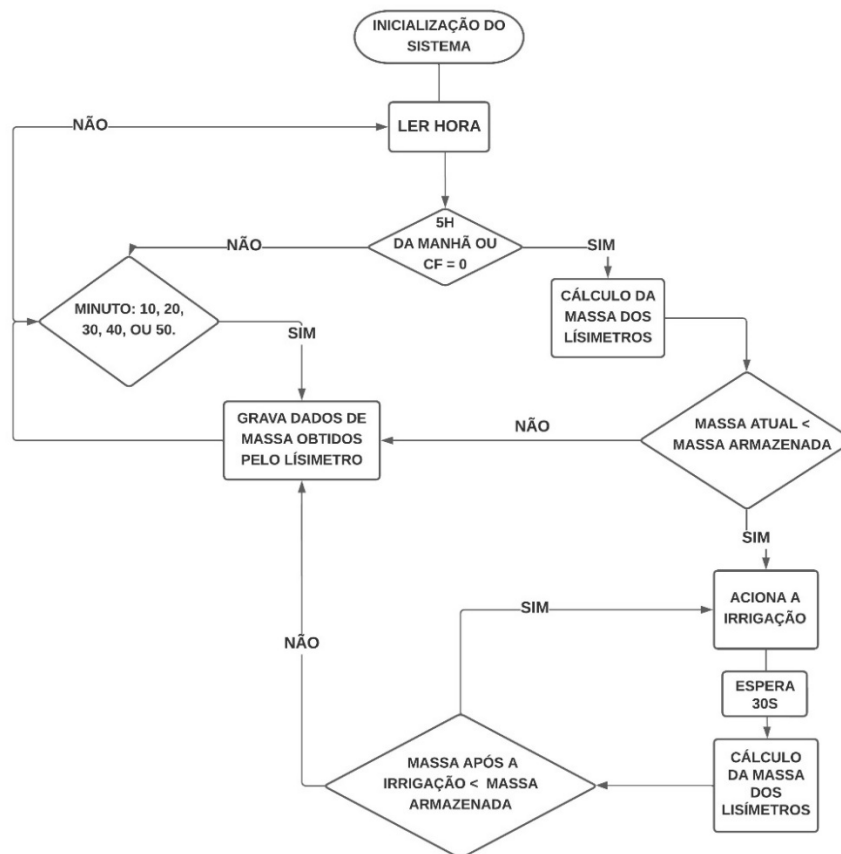 INICIALIZAÇÃO DO
SISTEMA
NÃO
LER HORA
5H
DA MANHÃ OU
CF = 0
NÃO
SIM
MINUTO: 10, 20,
30, 40, OU 50.
SIM
CÁLCULO DA
MASSA DOS
LÍSIMETROS
GRAVA DADOS DE
MASSA OBTIDOS
PELO LÍSIMETRO
NÃO
MASSA ATUAL <
MASSA ARMAZENADA
SIM
ACIONA A
IRRIGAÇÃO
SIM
NÃO
ESPERA
30S
CÁLCULO
DA MASSA
DOS
LISÍMETROS
MASSA APÓS A
IRRIGAÇÃO < MASSA
ARMAZENADA